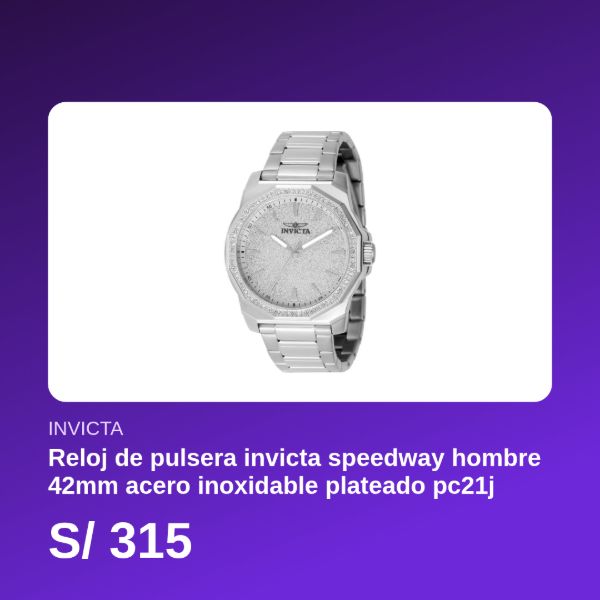 INVICTA
INVICTA
Reloj de pulsera invicta speedway hombre
42mm acero inoxidable plateado pc21j
S/ 315